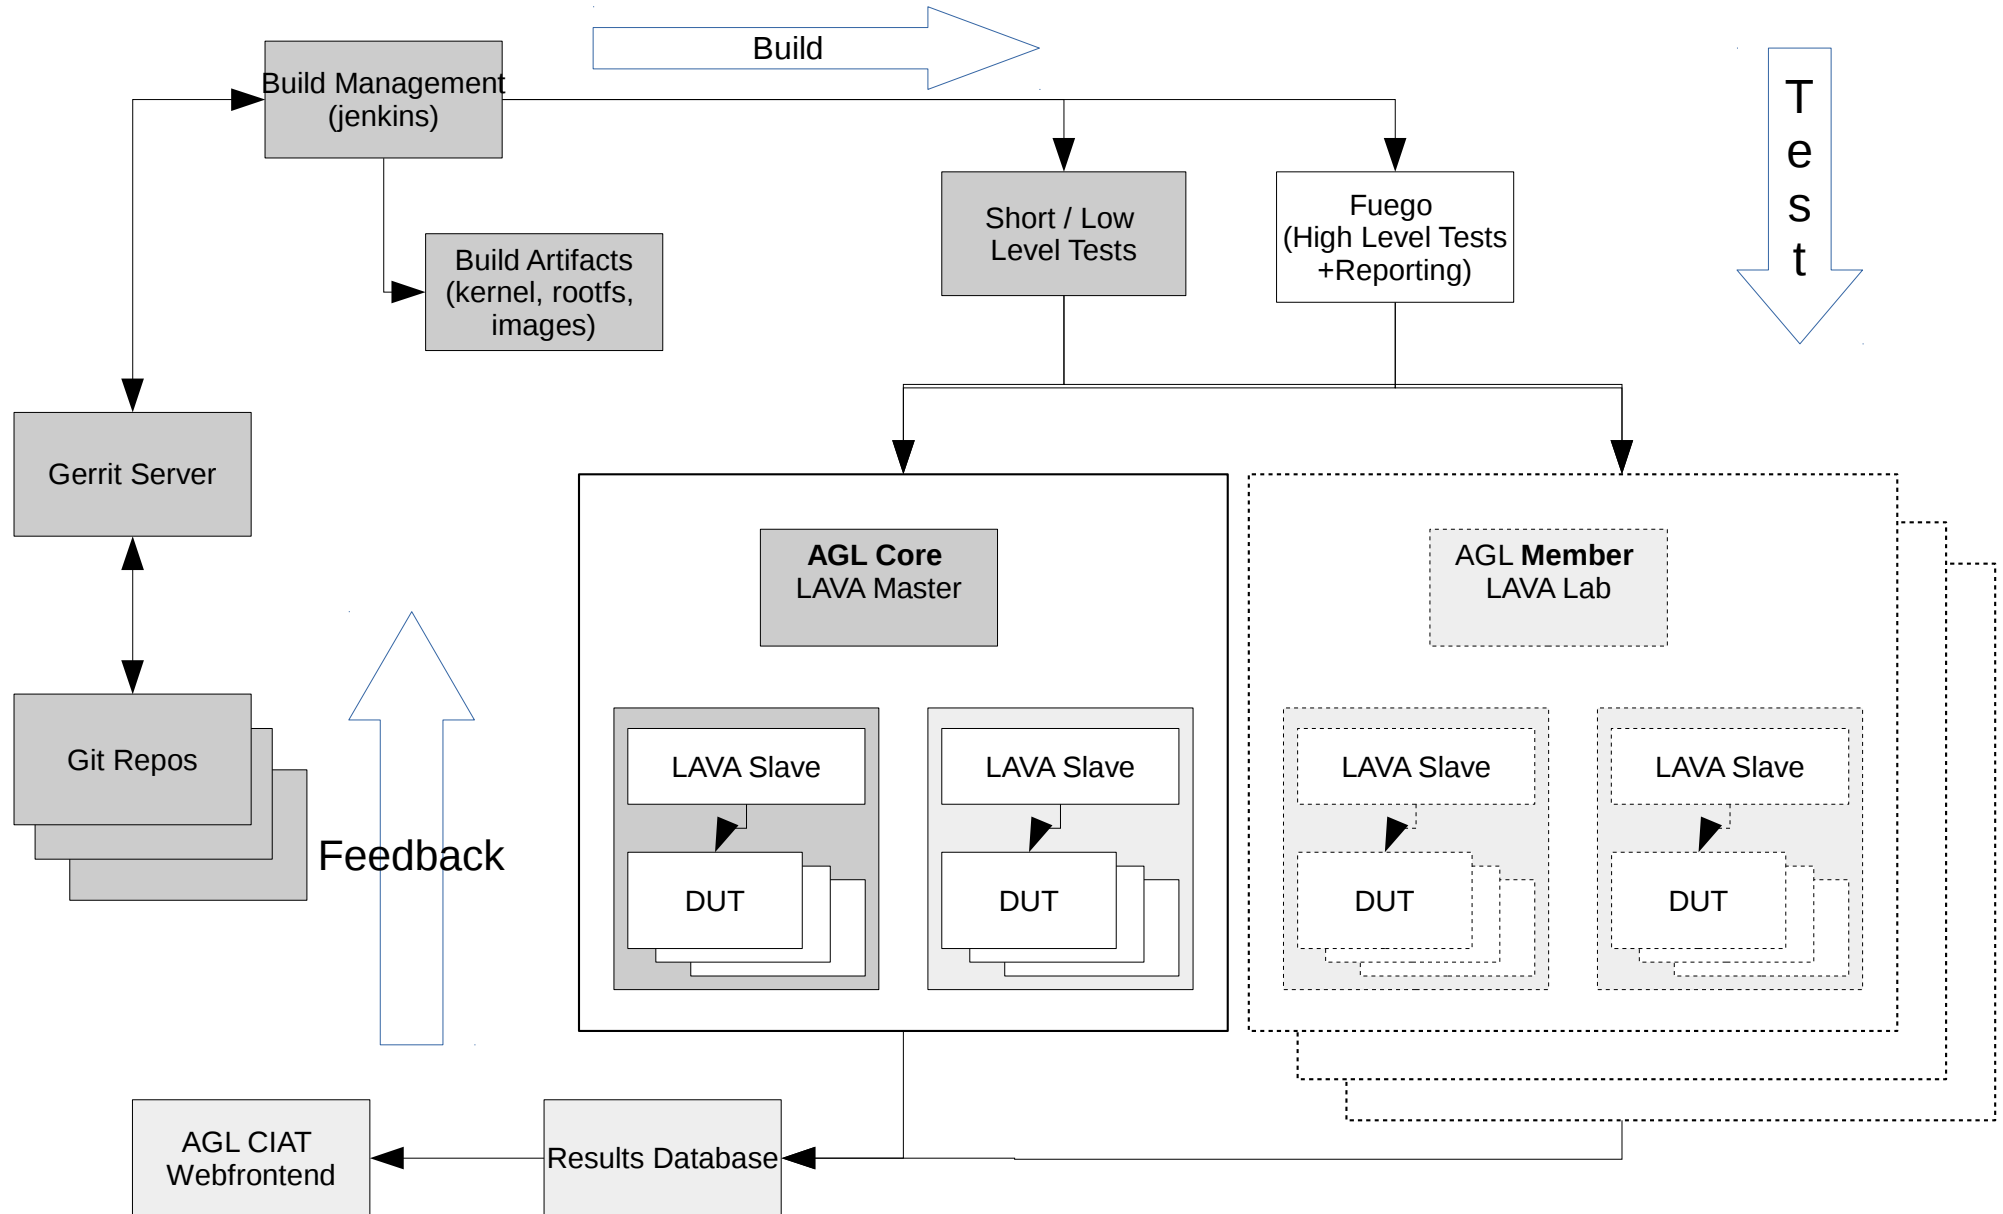 Build
Build Management
(jenkins)
T
e
s
t
Short / Low
Level Tests
Fuego
(High Level Tests
+Reporting)
Build Artifacts
(kernel, rootfs,
images)
Gerrit Server
AGL Core
LAVA Master
AGL Member
LAVA Lab
Git Repos
Feedback
LAVA Slave
LAVA Slave
LAVA Slave
LAVA Slave
DUT
DUT
DUT
DUT
AGL CIAT
Webfrontend
Results Database